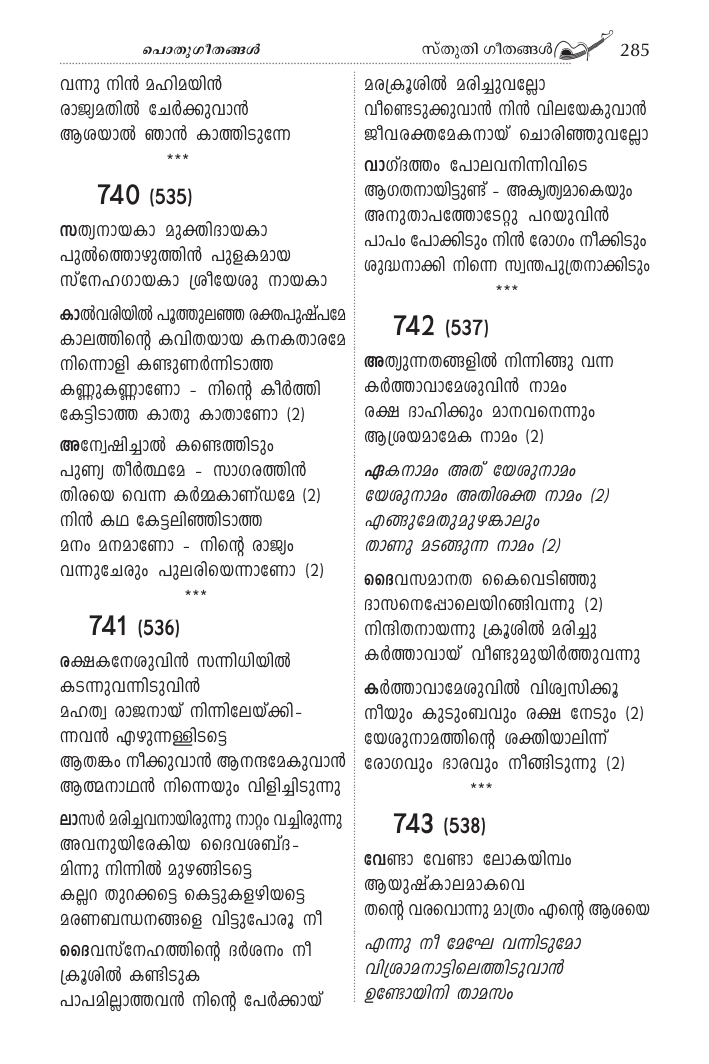 പൊതുഗീതങ്ങൾ
സ്തുതി ഗീതങ്ങൾ 285
വന്നു നിൻ മഹിമയിൻ
രാജ്യമതിൽ ചേർക്കുവാൻ
ആശയാൽ ഞാൻ കാത്തിടുന്നേ
***
740 (535)
സത്യനായകാ മുക്തിദായകാ
പുൽത്തൊഴുത്തിൻ പുളകമായ
സ്നേഹഗായകാ ശ്രീയേശു നായകാ
കാൽവരിയിൽ പൂത്തുലഞ്ഞ രക്തപുഷ്പമേ
കാലത്തിന്റെ കവിതയായ കനകതാരമേ
നിന്നൊളി കണ്ടുണർന്നിടാത്ത
കണ്ണുകണ്ണാണോ - നിന്റെ കീർത്തി
കേട്ടിടാത്ത കാതു കാതാണോ (2)
അന്വേഷിച്ചാൽ കണ്ടെത്തിടും
പുണ്യ തീർത്ഥമേ - സാഗരത്തിൻ
തിരയെ വെന്ന കർമ്മകാണ്ഡമേ (2)
നിൻ കഥ കേട്ടലിഞ്ഞിടാത്ത
മനം മനമാണോ - നിന്റെ രാജ്യം
വന്നുചേരും പുലരിയെന്നാണോ (2)
***
741 (536)
രക്ഷകനേശുവിൻ സന്നിധിയിൽ
കടന്നുവന്നിടുവിൻ
മഹത്വ രാജനായ് നിന്നിലേയ്ക്കി-
ന്നവൻ എഴുന്നള്ളിടട്ടെ
ആതങ്കം നീക്കുവാൻ ആനന്ദമേകുവാൻ
ആത്മനാഥൻ നിന്നെയും വിളിച്ചിടുന്നു
ലാസർ മരിച്ചവനായിരുന്നു നാറ്റം വച്ചിരുന്നു
അവനുയിരേകിയ ദൈവശബ്ദ-
മിന്നു നിന്നിൽ മുഴങ്ങിടട്ടെ
കല്ലറ തുറക്കട്ടെ കെട്ടുകളഴിയട്ടെ
മരണബന്ധനങ്ങളെ വിട്ടുപോരൂ നീ
ദൈവസ്നേഹത്തിന്റെ ദർശനം നീ
ക്രൂശിൽ കണ്ടിടുക
പാപമില്ലാത്തവൻ നിന്റെ പേർക്കായ്
മരക്രൂശിൽ മരിച്ചുവല്ലോ
വീണ്ടെടുക്കുവാൻ നിൻ വിലയേകുവാൻ
ജീവരക്തമേകനായ് ചൊരിഞ്ഞുവല്ലോ
വാഗ്ദത്തം പോലവനിന്നിവിടെ
ആഗതനായിട്ടുണ്ട് - അകൃത്യമാകെയും
അനുതാപത്തോടേറ്റു പറയുവിൻ
പാപം പോക്കിടും നിൻ രോഗം നീക്കിടും
ശുദ്ധനാക്കി നിന്നെ സ്വന്തപുത്രനാക്കിടും
***
742 (537)
അത്യുന്നതങ്ങളിൽ നിന്നിങ്ങു വന്ന
കർത്താവാമേശുവിൻ നാമം
രക്ഷ ദാഹിക്കും മാനവനെന്നും
ആശ്രയമാമേക നാമം (2)
ഏകനാമം അത് യേശുനാമം
യേശുനാമം അതിശക്ത നാമം (2)
എങ്ങുമേതുമുഴങ്കാലും
താണു മടങ്ങുന്ന നാമം (2)
ദൈവസമാനത കൈവെടിഞ്ഞു
ദാസനെപ്പോലെയിറങ്ങിവന്നു (2)
നിന്ദിതനായന്നു ക്രൂശിൽ മരിച്ചു
കർത്താവായ് വീണ്ടുമുയിർത്തുവന്നു
കർത്താവാമേശുവിൽ വിശ്വസിക്കൂ
നീയും കുടുംബവും രക്ഷ നേടും (2)
യേശുനാമത്തിന്റെ ശക്തിയാലിന്ന്
രോഗവും ഭാരവും നീങ്ങിടുന്നു (2)
***
743 (538)
വേണ്ടാ വേണ്ടാ ലോകയിമ്പം
ആയുഷ്കാലമാകവെ
തന്റെ വരവൊന്നു മാത്രം എന്റെ ആശയെ
എന്നു നീ മേഘേ വന്നിടുമോ
വിശ്രാമനാട്ടിലെത്തിടുവാൻ
ഉണ്ടോയിനി താമസം